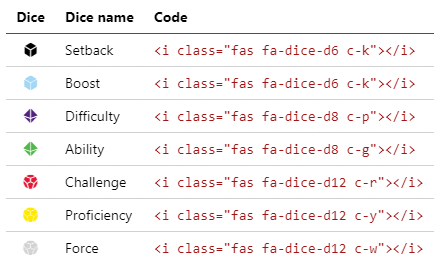 Dice Dice name Code
Setback <i class="fas fa-dice-d6 c-k"></i>
Boost <i class="fas fa-dice-d6 c-k"></i>
Difficulty <i class="fas fa-dice-d8 c-p"></i>
Ability <i class="fas fa-dice-d8 c-g"></i>
Challenge <i class="fas fa-dice-d12 c-r"></i>
Proficiency <i class="fas fa-dice-d12 c-y"></i>
Force <i class="fas fa-dice-d12 c-w"></i>